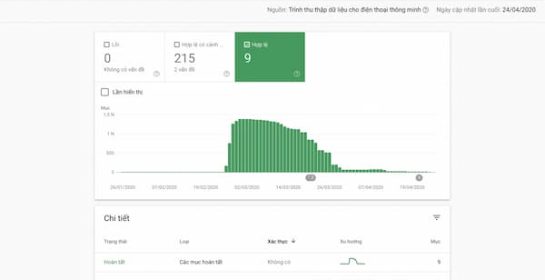 Nguồn: Trình thu thập dữ liệu cho điện thoại thông minh Ngày cập nhật lần cuối: 24/04/2020
Lỗi
0
Không có vấn đề
Hợp lệ có cảnh ...
215
2 vấn đề
Hợp lệ
9
Lần hiển thị
Mục
1,5 N
1 N
500
0
26/01/2020 07/02/2020 19/02/2020 02/03/2020 14/03/2020 26/03/2020 07/04/2020 19/04/2020
Chi tiết
Trạng thái Loại Xác thực Xu hướng Mục
Hoàn tất Các mục hoàn tất Không có 9